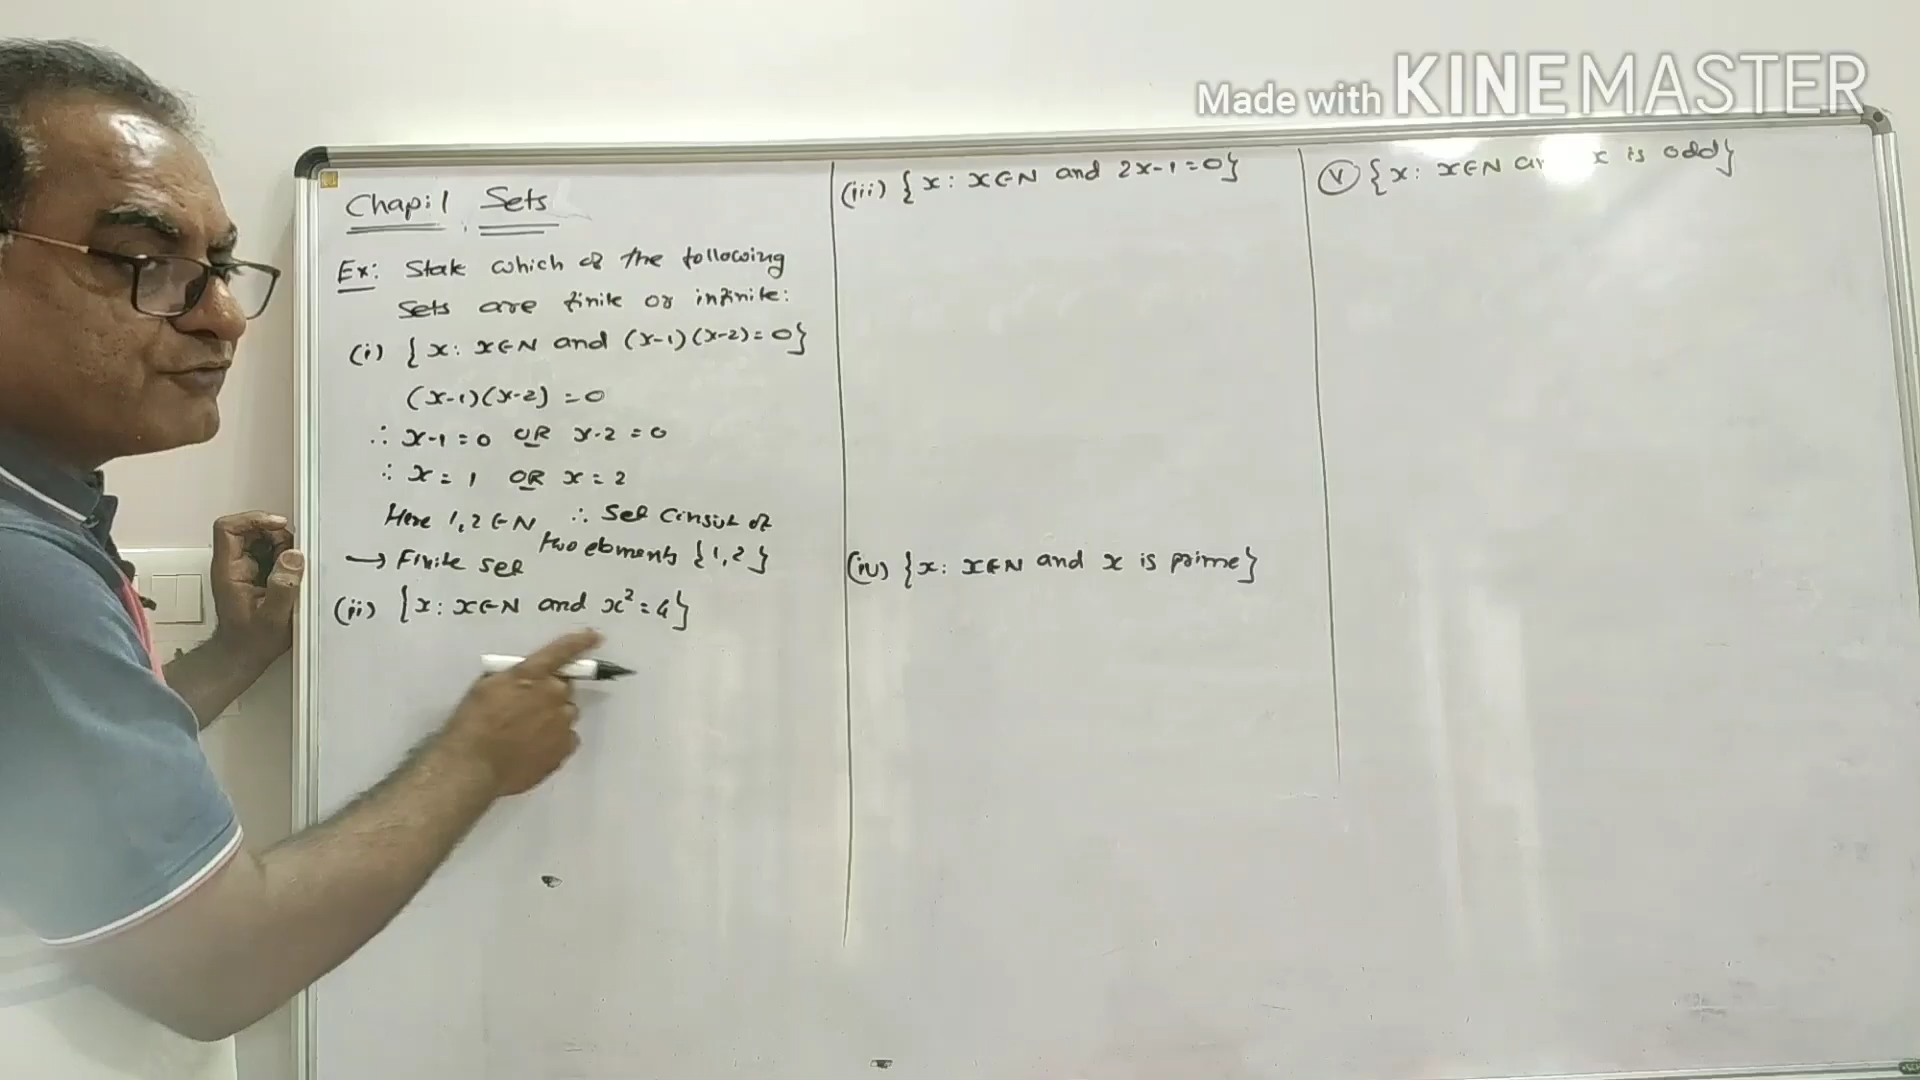 Made with KINEMASTER
Chap:1 Sets
Ex: State which of the following
sets are finite or infinite:
(i) {x: x∈N and (x-1)(x-2)=0}
(x-1)(x-2) = 0
∴ x-1=0 OR x-2=0
∴ x=1 OR x=2
Here 1,2∈N ∴ Set consist of
two elements {1,2}
→ Finite set
(ii) {x: x∈N and x²=4}
(iii) {x: x∈N and 2x-1=0}
(iv) {x: x∈N and x is prime}
(v) {x: x∈N x is odd}